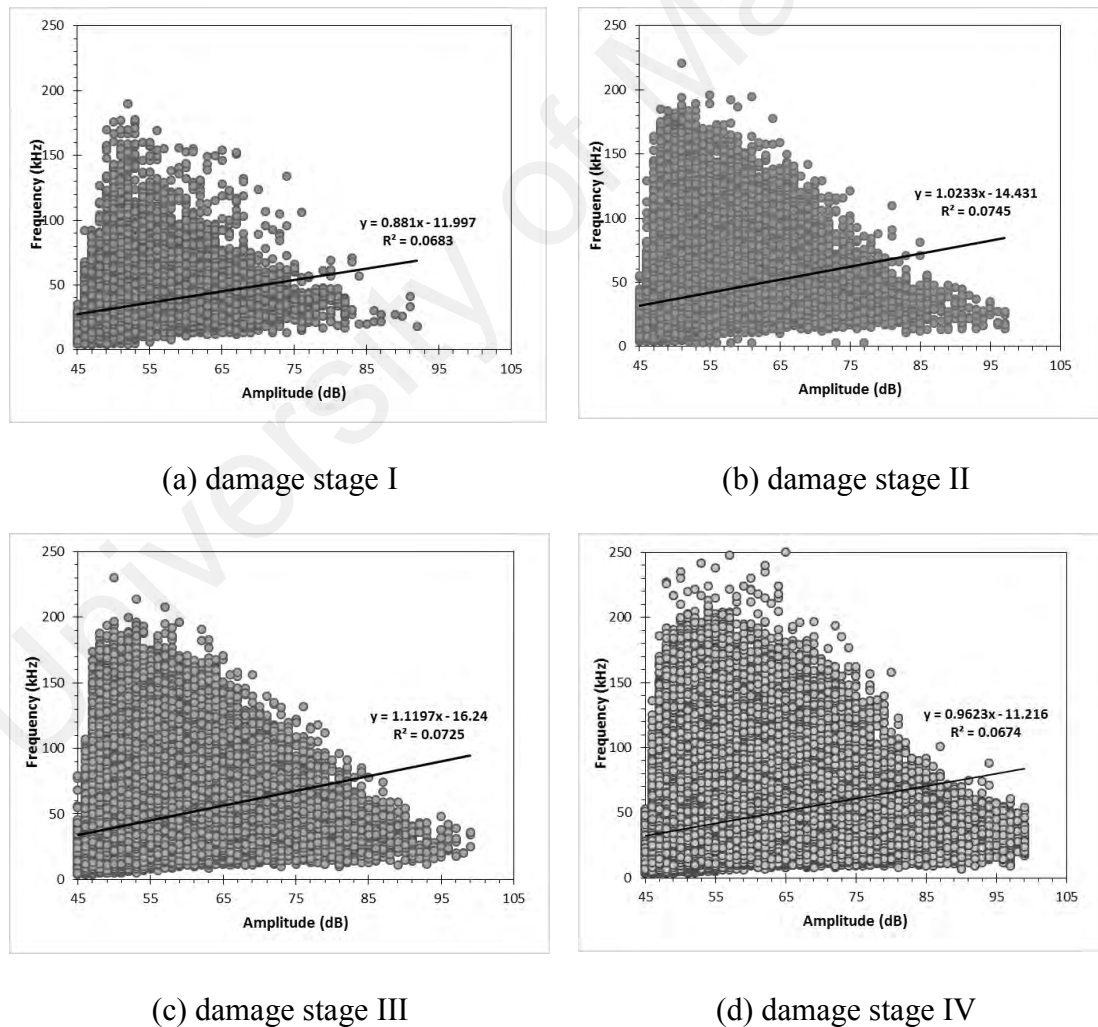 250
200
150
100
50
0
Frequency (kHz)
y = 0.881x - 11.997
R² = 0.0683
45 55 65 75 85 95 105
Amplitude (dB)
(a) damage stage I
250
200
150
100
50
0
Frequency (kHz)
y = 1.0233x - 14.431
R² = 0.0745
45 55 65 75 85 95 105
Amplitude (dB)
(b) damage stage II
250
200
150
100
50
0
Frequency (kHz)
y = 1.1197x - 16.24
R² = 0.0725
45 55 65 75 85 95 105
Amplitude (dB)
(c) damage stage III
250
200
150
100
50
0
Frequency (kHz)
y = 0.9623x - 11.216
R² = 0.0674
45 55 65 75 85 95 105
Amplitude (dB)
(d) damage stage IV
University of Ma